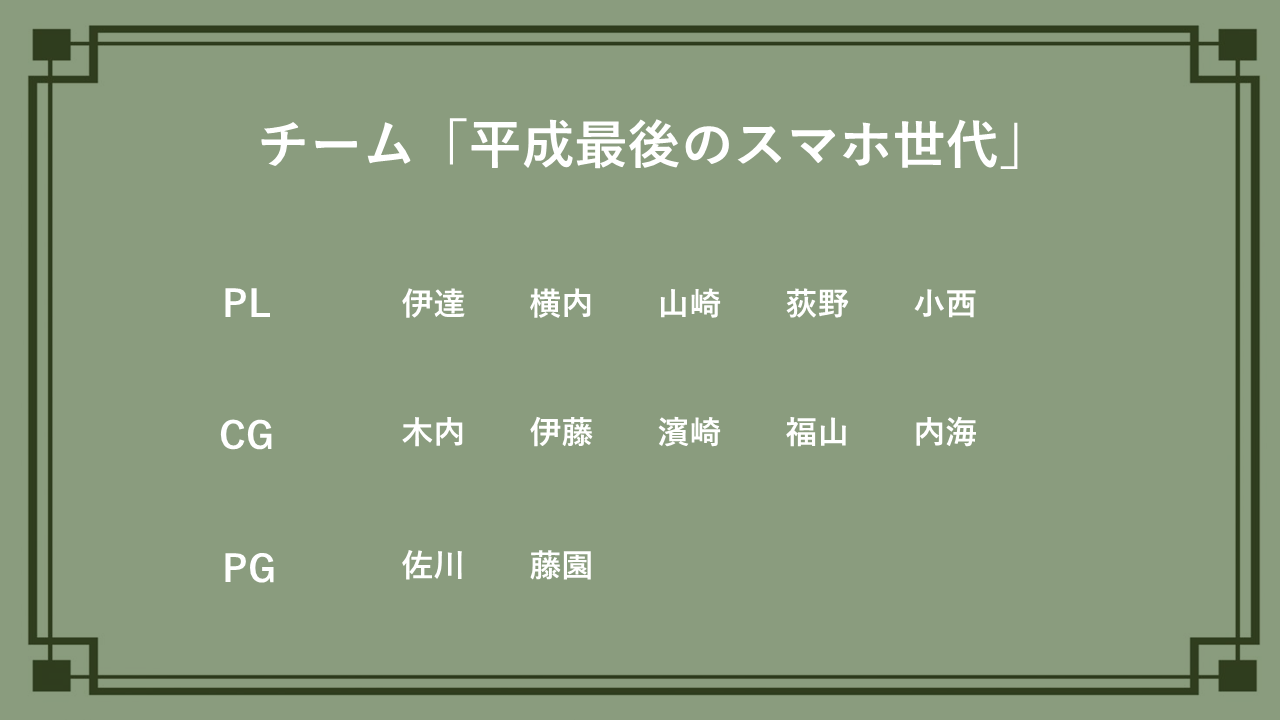 チーム「平成最後のスマホ世代」
PL 伊達 横内 山崎 荻野 小西
CG 木内 伊藤 濱崎 福山 内海
PG 佐川 藤園